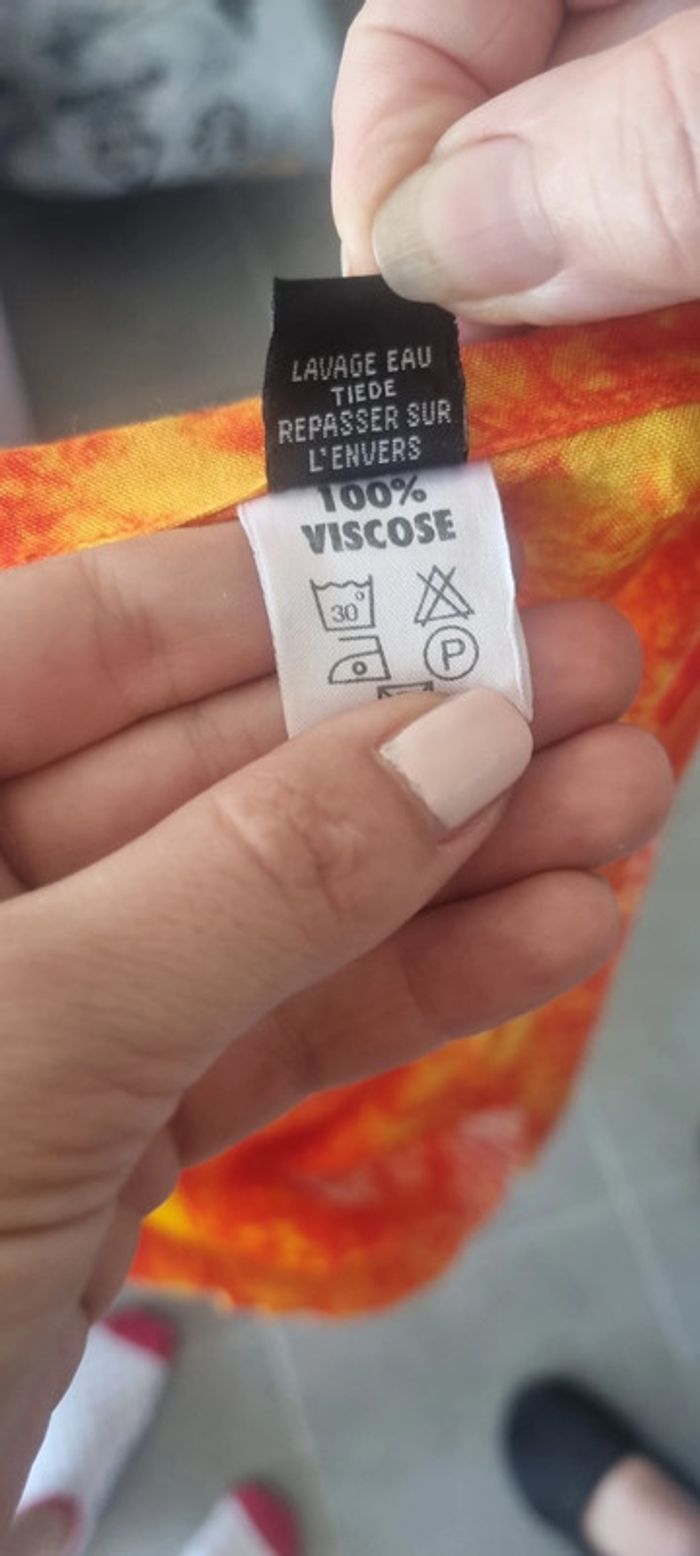 LAVAGE EAU
TIEDE
REPASSER SUR
L'ENVERS
100%
VISCOSE
30°
P